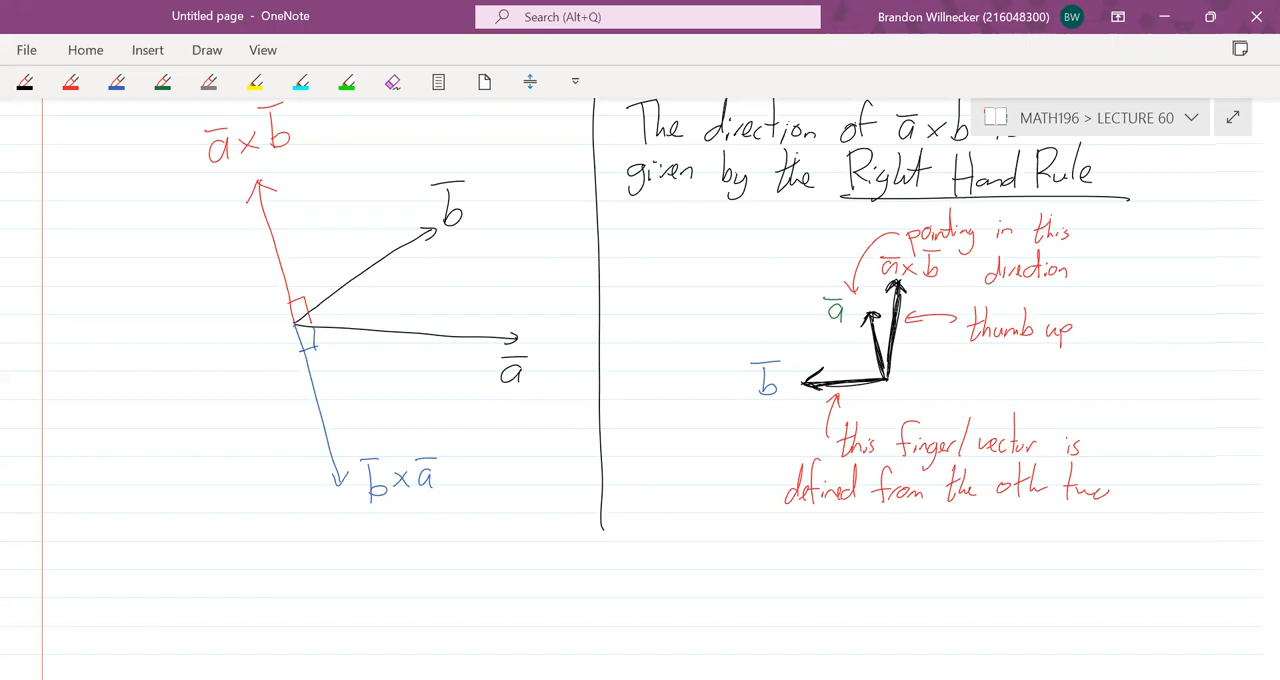 Untitled page - OneNote
Search (Alt+Q)
Brandon Willnecker (216048300)
BW
File
Home
Insert
Draw
View
MATH196 > LECTURE 60
a̅ × b̅
b̅
a̅
b̅ × a̅
The direction of a̅ × b̅
given by the Right Hand Rule
pointing in this
direction
a̅ × b̅
a̅
thumb up
b̅
this finger/vector is
defined from the oth two